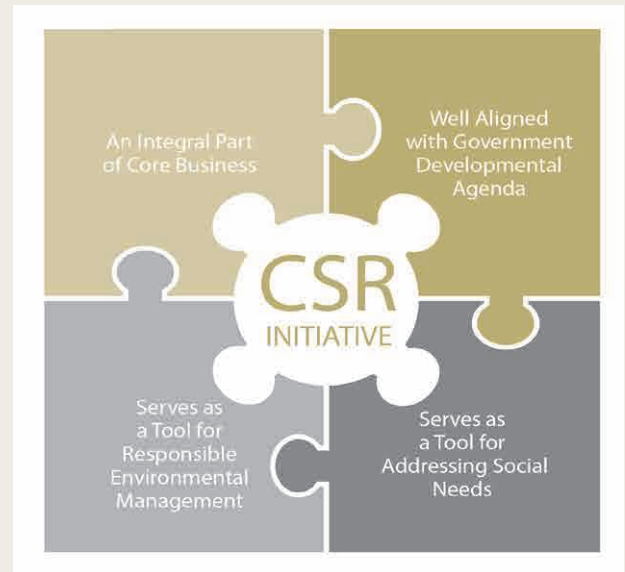 An Integral Part
of Core Business
Well Aligned
with Government
Developmental
Agenda
CSR
INITIATIVE
Serves as
a Tool for
Responsible
Environmental
Management
Serves as
a Tool for
Addressing Social
Needs